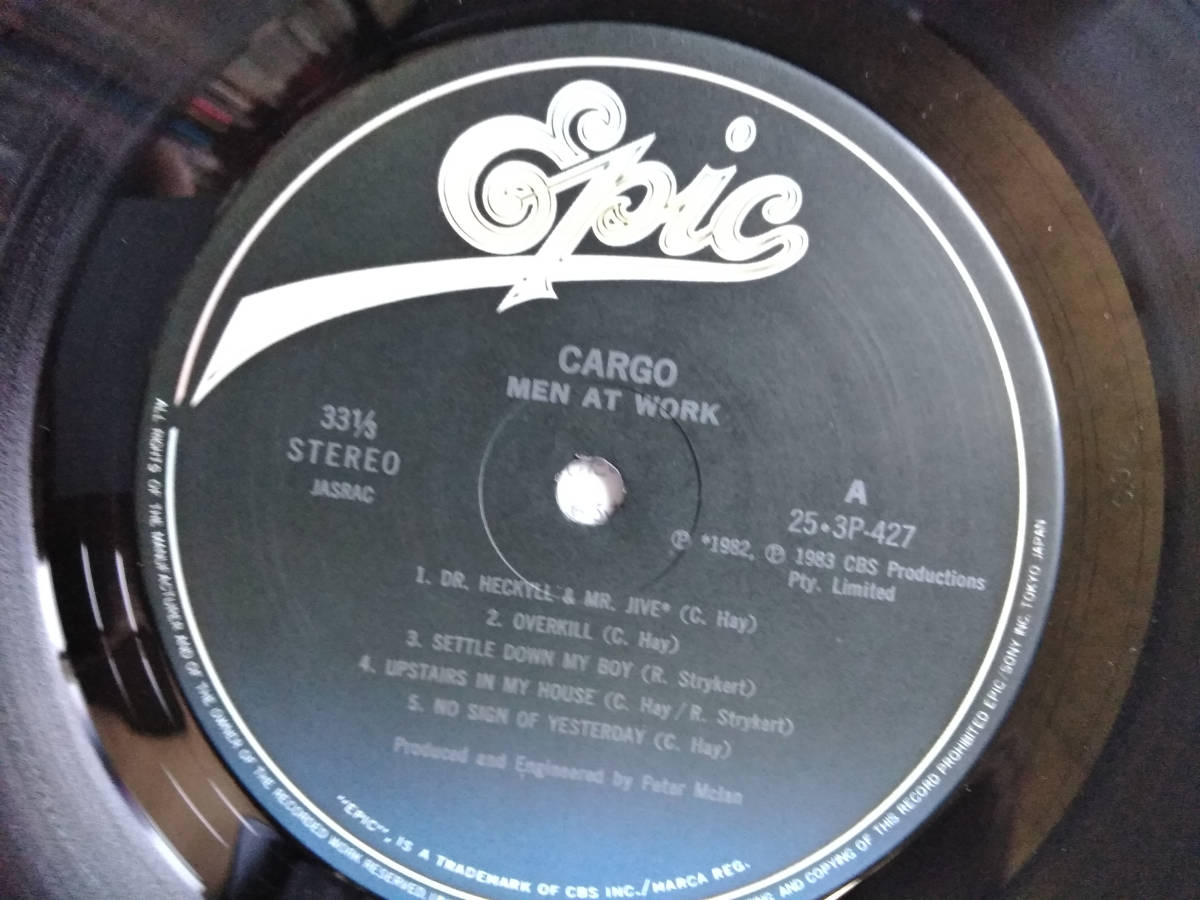 Epic
CARGO
MEN AT WORK
33⅓
STEREO
JASRAC
A
25•3P-427
Ⓟ *1982, Ⓟ 1983 CBS Productions
Pty. Limited
1. DR. HECKYLL & MR. JIVE* (C. Hay)
2. OVERKILL (C. Hay)
3. SETTLE DOWN MY BOY (R. Strykert)
4. UPSTAIRS IN MY HOUSE (C. Hay / R. Strykert)
5. NO SIGN OF YESTERDAY (C. Hay)
Produced and Engineered by Peter McIan
"EPIC", IS A TRADEMARK OF CBS INC./MARCA REG.
ALL RIGHTS OF THE MANUFACTURER AND OF THE OWNER OF THE RECORDED WORK RESERVED.
AND COPYING OF THIS RECORD PROHIBITED EPIC/SONY INC. TOKYO JAPAN